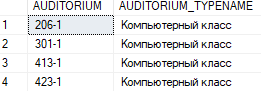 AUDITORIUM AUDITORIUM_TYPENAME
1 206-1 Компьютерный класс
2 301-1 Компьютерный класс
3 413-1 Компьютерный класс
4 423-1 Компьютерный класс